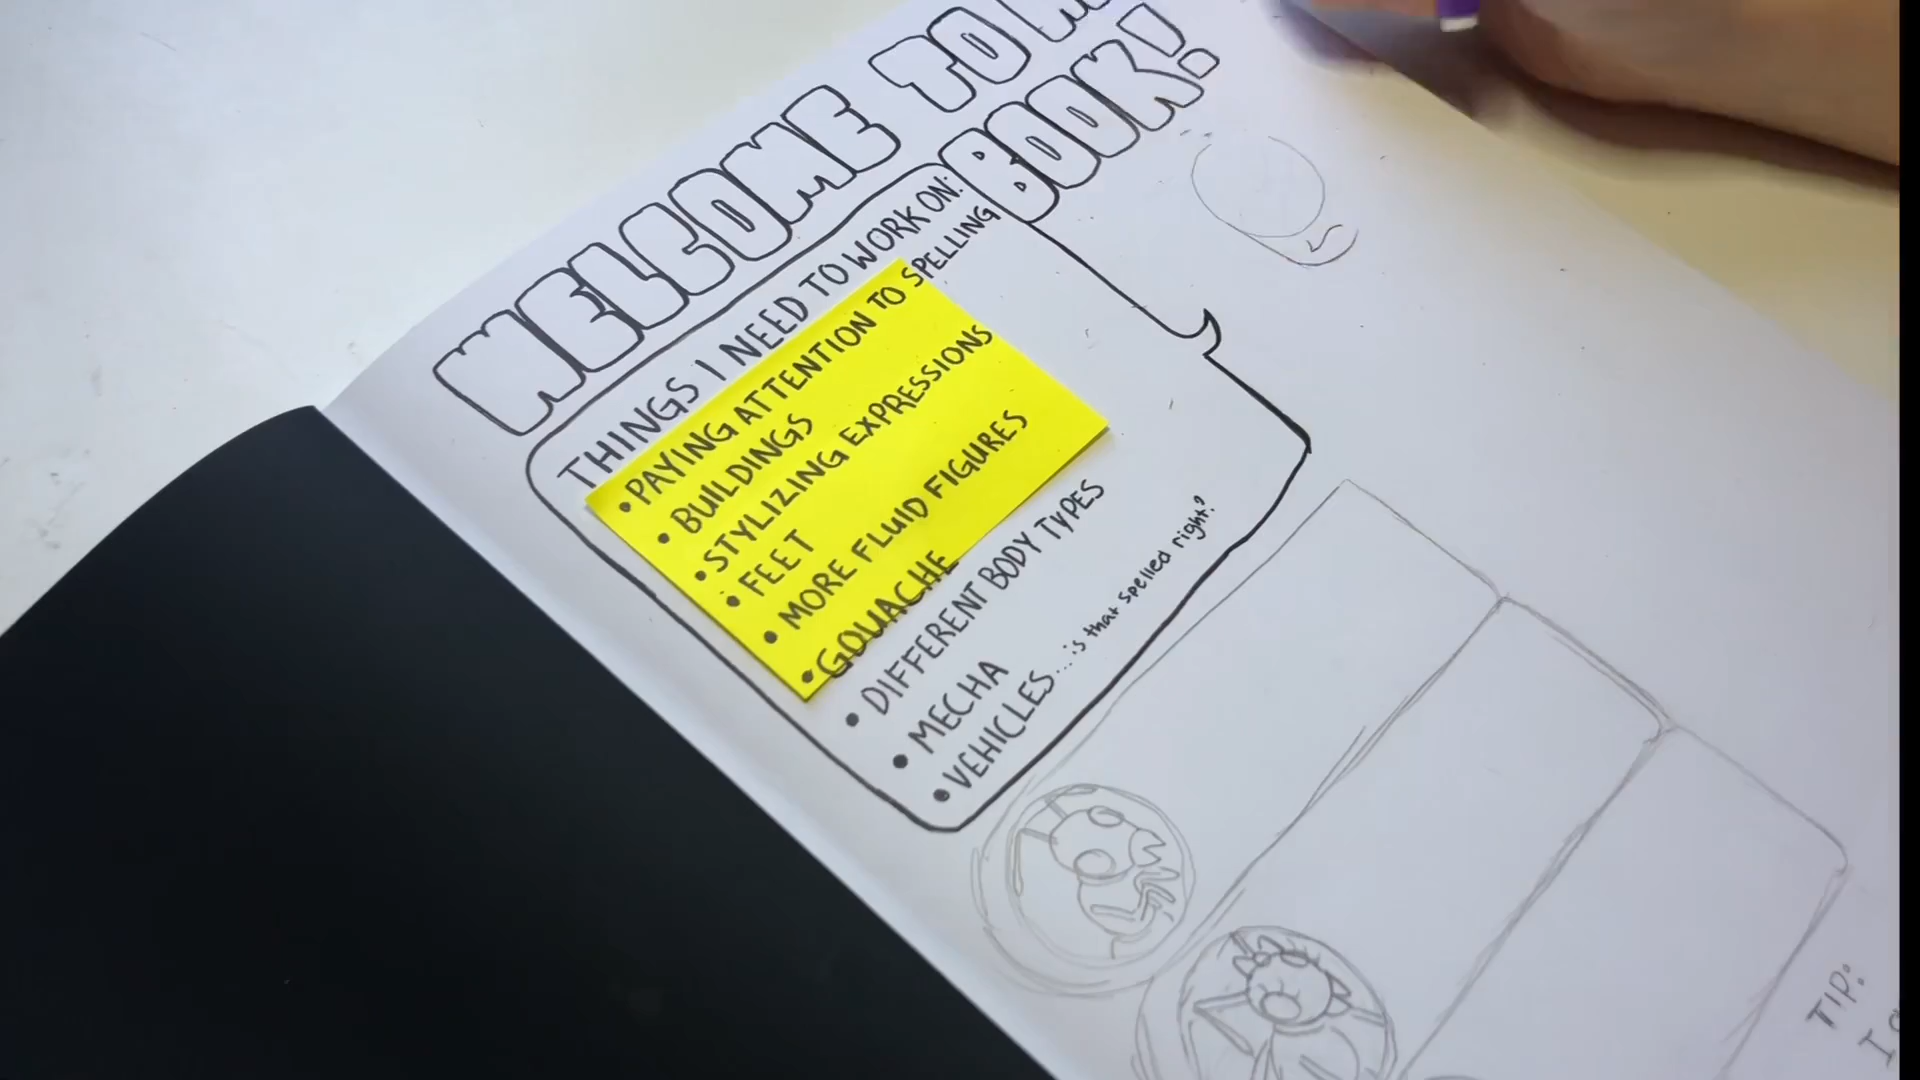 WELCOME TO
BOOK!
THINGS I NEED TO WORK ON:
• PAYING ATTENTION TO SPELLING
• BUILDINGS
• STYLIZING EXPRESSIONS
• FEET
• MORE FLUID FIGURES
• GOUACHE
• DIFFERENT BODY TYPES
• MECHA
• VEHICLES...is that spelled right?
TIP:
I